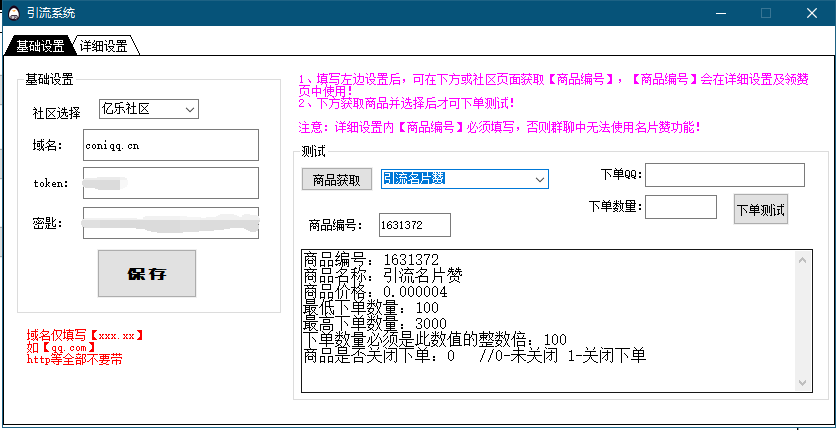 引流系统
基础设置
详细设置
基础设置
社区选择
亿乐社区
域名：
coniqq.cn
token：
密匙：
保存
域名仅填写【xxx.xx】
如【qq.com】
http等全部不要带
1、填写左边设置后，可在下方或社区页面获取【商品编号】，【商品编号】会在详细设置及领赞
页中使用！
2、下方获取商品并选择后才可下单测试！
注意：详细设置内【商品编号】必须填写，否则群聊中无法使用名片赞功能！
测试
商品获取
引流名片赞
下单QQ：
下单数量：
下单测试
商品编号：
1631372
商品编号：1631372
商品名称：引流名片赞
商品价格：0.000004
最低下单数量：100
最高下单数量：3000
下单数量必须是此数值的整数倍：100
商品是否关闭下单：0   //0-未关闭 1-关闭下单